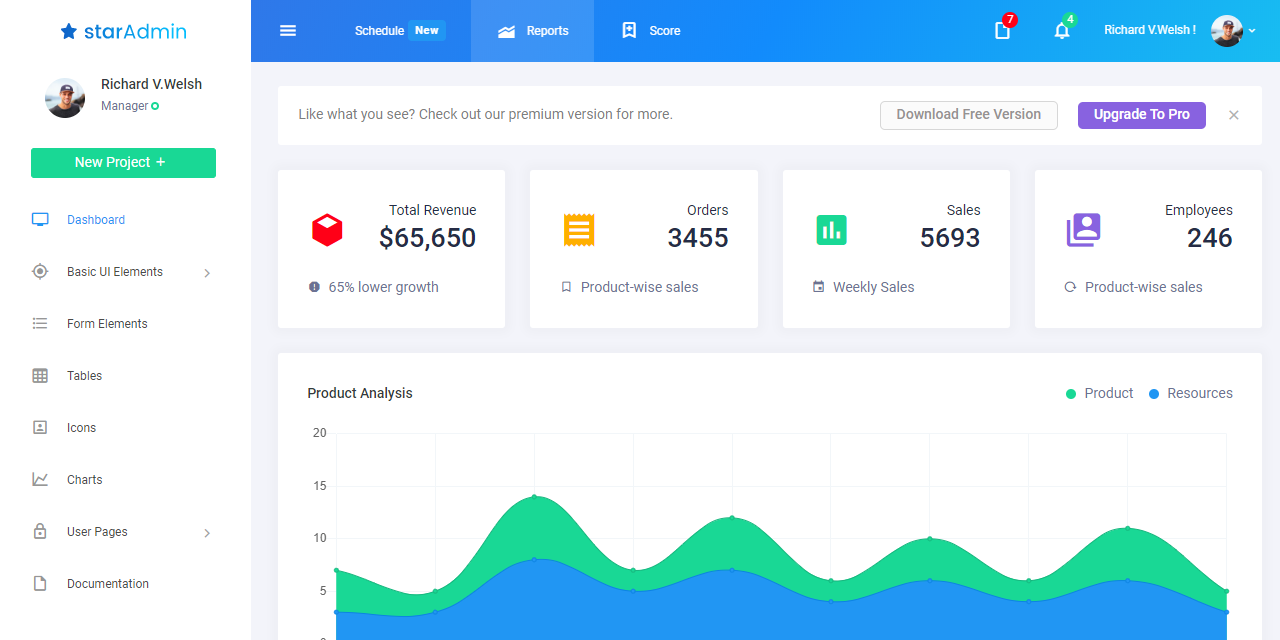 starAdmin
Schedule New
Reports
Score
7
4
Richard V.Welsh !
Richard V.Welsh
Manager
New Project +
Dashboard
Basic UI Elements
Form Elements
Tables
Icons
Charts
User Pages
Documentation
Like what you see? Check out our premium version for more.
Download Free Version
Upgrade To Pro
Total Revenue
$65,650
65% lower growth
Orders
3455
Product-wise sales
Sales
5693
Weekly Sales
Employees
246
Product-wise sales
Product Analysis
Product
Resources
20
15
10
5
0